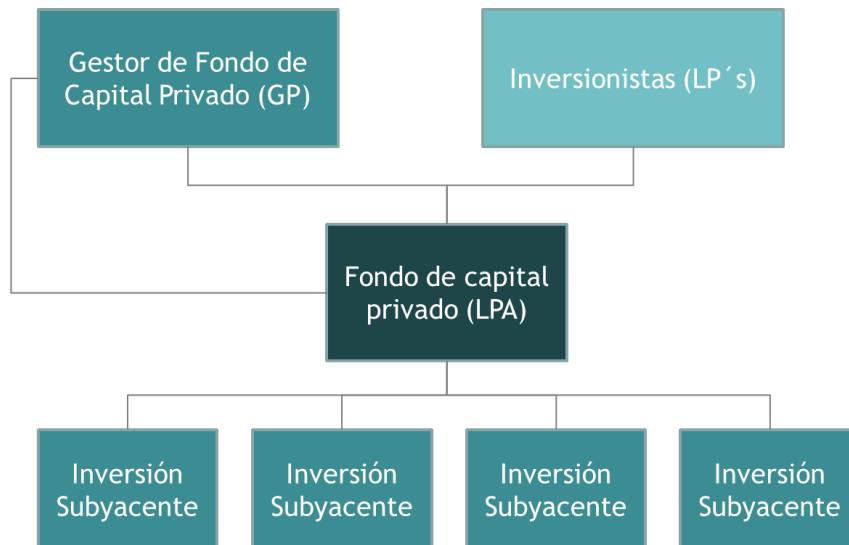 Gestor de Fondo de
Capital Privado (GP)
Inversionistas (LP´s)
Fondo de capital
privado (LPA)
Inversión
Subyacente
Inversión
Subyacente
Inversión
Subyacente
Inversión
Subyacente